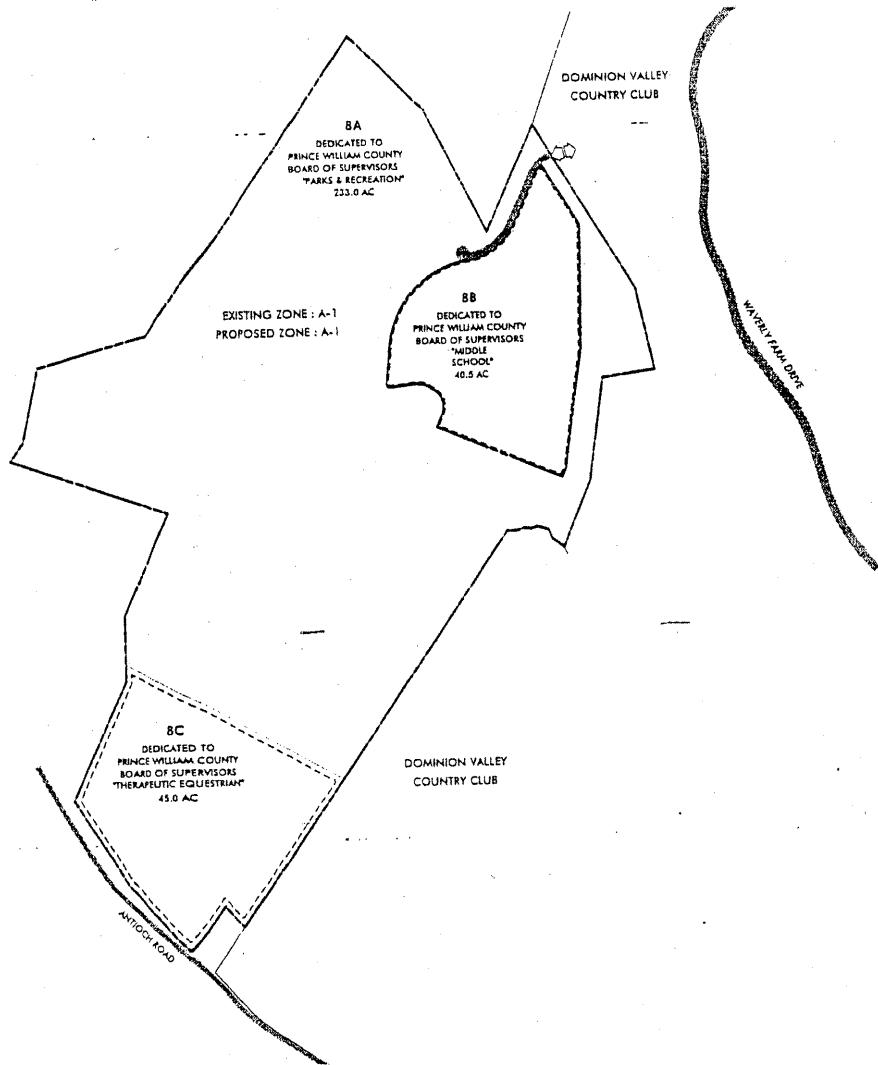 DOMINION VALLEY
COUNTRY CLUB
8A
DEDICATED TO
PRINCE WILLIAM COUNTY
BOARD OF SUPERVISORS
"PARKS & RECREATION"
233.0 AC
EXISTING ZONE : A-1
PROPOSED ZONE : A-1
8B
DEDICATED TO
PRINCE WILLIAM COUNTY
BOARD OF SUPERVISORS
"MIDDLE
SCHOOL"
40.5 AC
WAVERLY FARM DRIVE
8C
DEDICATED TO
PRINCE WILLIAM COUNTY
BOARD OF SUPERVISORS
"THERAPEUTIC EQUESTRIAN"
45.0 AC
DOMINION VALLEY
COUNTRY CLUB
ANTIOCH ROAD